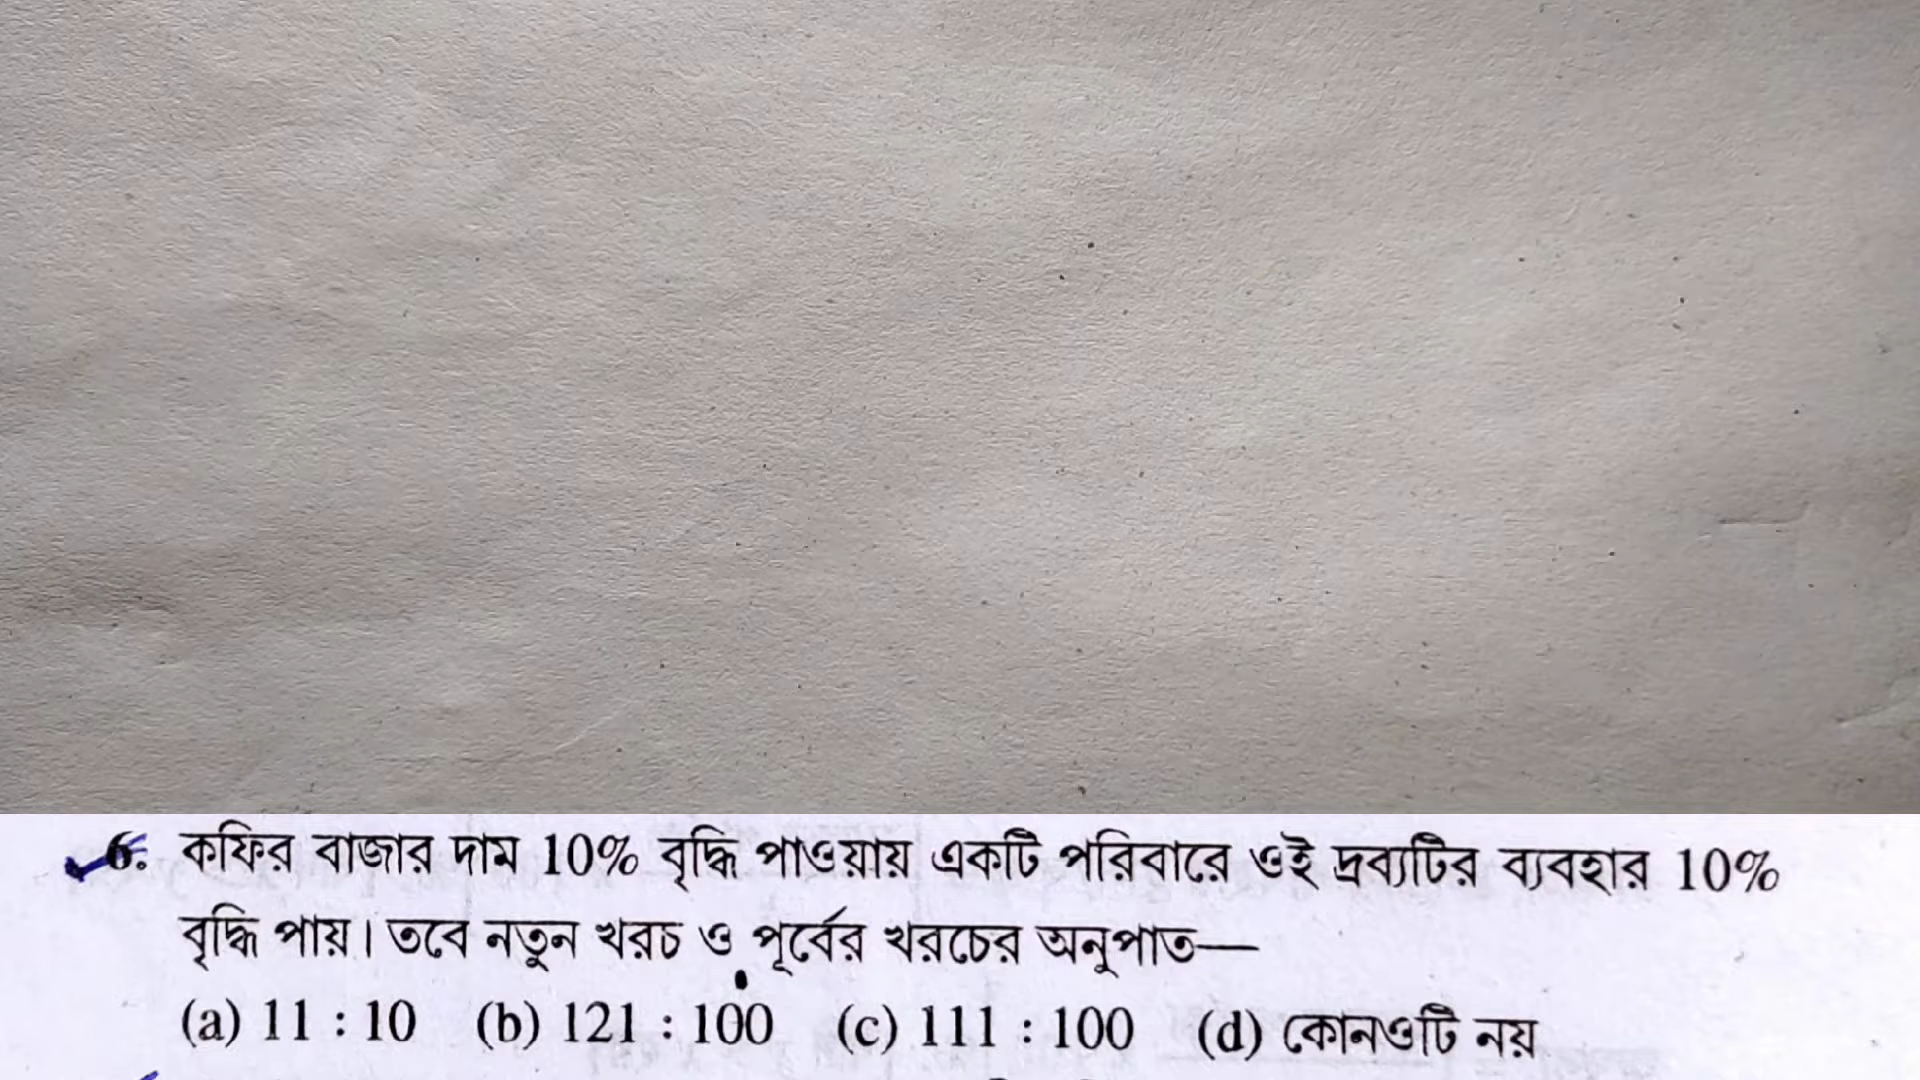 6. কফির বাজার দাম 10% বৃদ্ধি পাওয়ায় একটি পরিবারে ওই দ্রব্যটির ব্যবহার 10%
বৃদ্ধি পায়। তবে নতুন খরচ ও পূর্বের খরচের অনুপাত—
(a) 11 : 10 (b) 121 : 100 (c) 111 : 100 (d) কোনওটি নয়